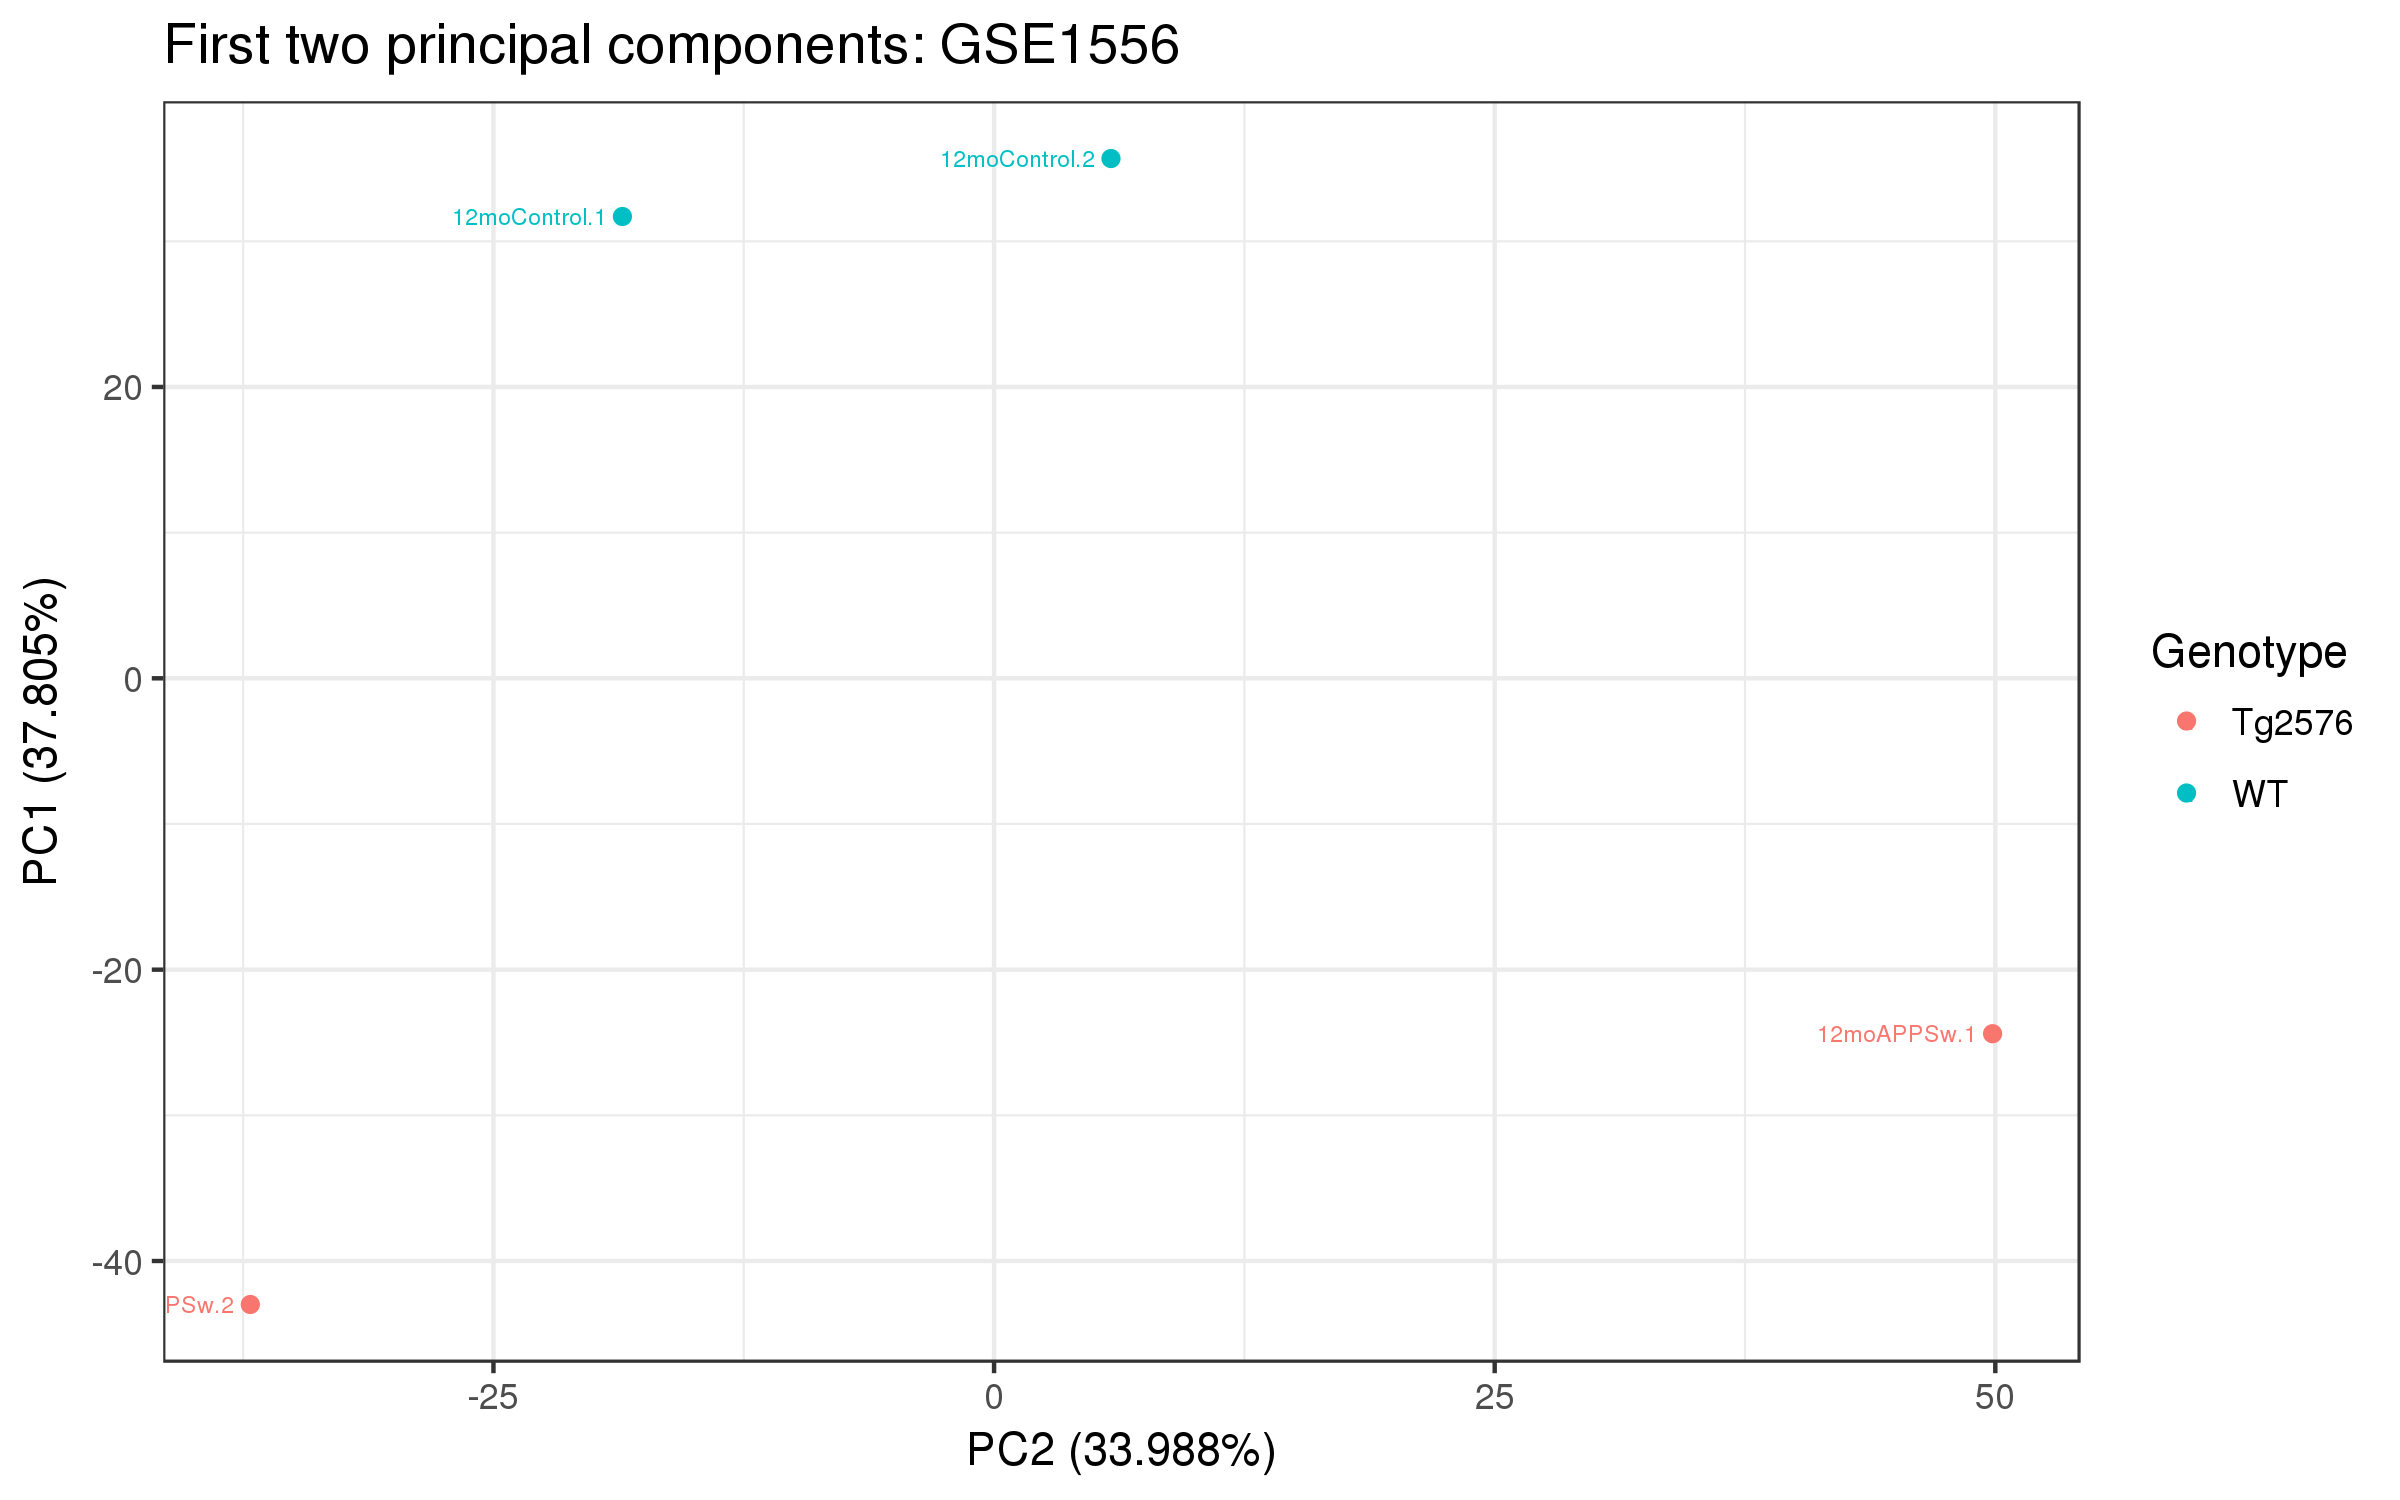 First two principal components: GSE1556
12moControl.2
12moControl.1
20
0
-20
-40
12moAPPSw.1
PSw.2
-25
0
25
50
PC2 (33.988%)
PC1 (37.805%)
Genotype
Tg2576
WT